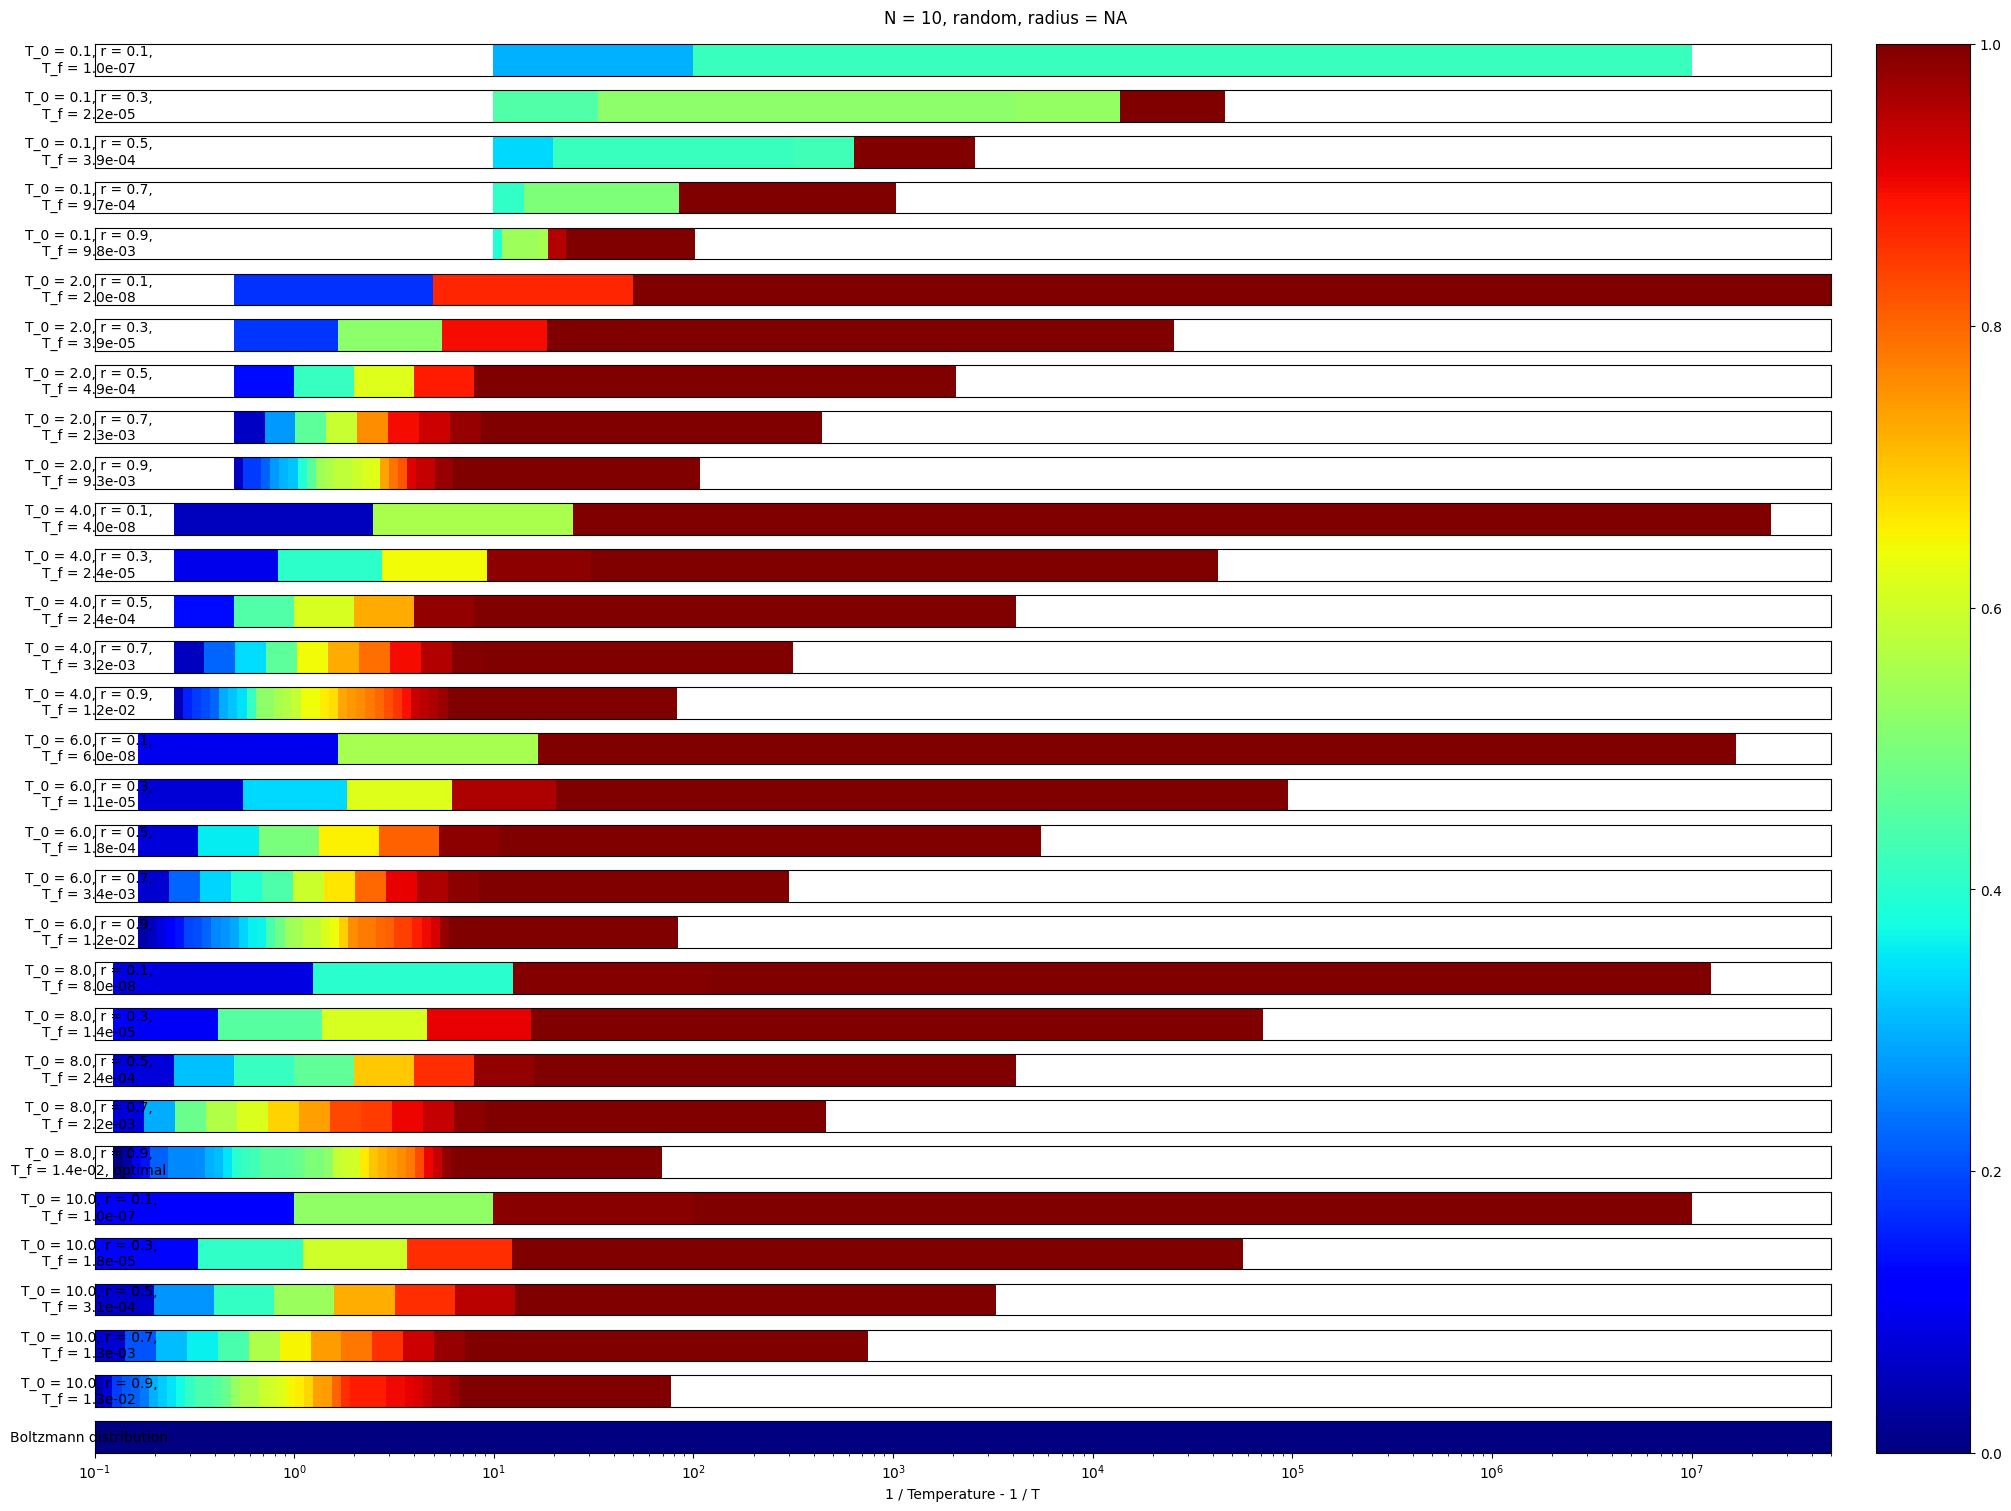 N = 10, random, radius = NA
T_0 = 0.1, r = 0.1,
T_f = 1.0e-07
T_0 = 0.1, r = 0.3,
T_f = 2.2e-05
T_0 = 0.1, r = 0.5,
T_f = 3.9e-04
T_0 = 0.1, r = 0.7,
T_f = 9.7e-04
T_0 = 0.1, r = 0.9,
T_f = 9.8e-03
T_0 = 2.0, r = 0.1,
T_f = 2.0e-08
T_0 = 2.0, r = 0.3,
T_f = 3.9e-05
T_0 = 2.0, r = 0.5,
T_f = 4.9e-04
T_0 = 2.0, r = 0.7,
T_f = 2.3e-03
T_0 = 2.0, r = 0.9,
T_f = 9.3e-03
T_0 = 4.0, r = 0.1,
T_f = 4.0e-08
T_0 = 4.0, r = 0.3,
T_f = 2.4e-05
T_0 = 4.0, r = 0.5,
T_f = 2.4e-04
T_0 = 4.0, r = 0.7,
T_f = 3.2e-03
T_0 = 4.0, r = 0.9,
T_f = 1.2e-02
T_0 = 6.0, r = 0.1,
T_f = 6.0e-08
T_0 = 6.0, r = 0.3,
T_f = 1.1e-05
T_0 = 6.0, r = 0.5,
T_f = 1.8e-04
T_0 = 6.0, r = 0.7,
T_f = 3.4e-03
T_0 = 6.0, r = 0.9,
T_f = 1.2e-02
T_0 = 8.0, r = 0.1,
T_f = 8.0e-08
T_0 = 8.0, r = 0.3,
T_f = 1.4e-05
T_0 = 8.0, r = 0.5,
T_f = 2.4e-04
T_0 = 8.0, r = 0.7,
T_f = 2.2e-03
T_0 = 8.0, r = 0.9,
T_f = 1.4e-02, optimal
T_0 = 10.0, r = 0.1,
T_f = 1.0e-07
T_0 = 10.0, r = 0.3,
T_f = 1.8e-05
T_0 = 10.0, r = 0.5,
T_f = 3.1e-04
T_0 = 10.0, r = 0.7,
T_f = 1.3e-03
T_0 = 10.0, r = 0.9,
T_f = 1.3e-02
Boltzmann distribution
10⁻¹ 10⁰ 10¹ 10² 10³ 10⁴ 10⁵ 10⁶ 10⁷
1 / Temperature - 1 / T
1.0
0.8
0.6
0.4
0.2
0.0